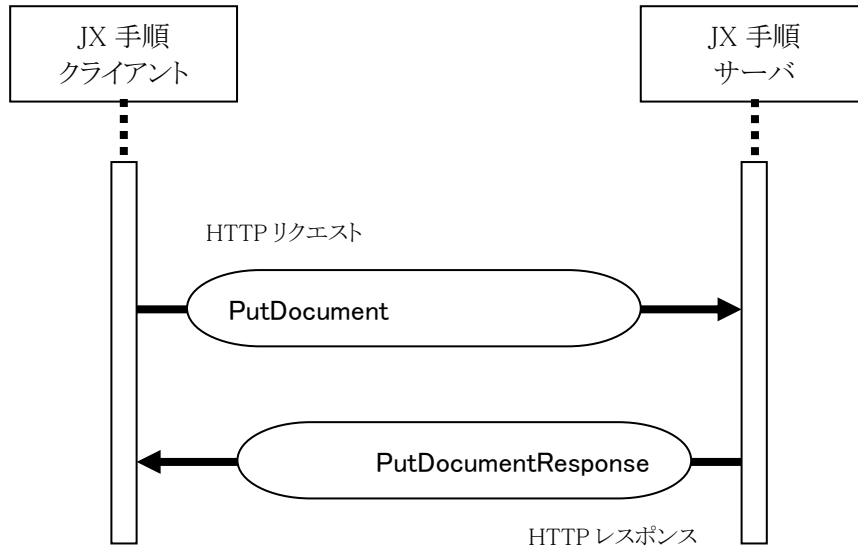 JX 手順
クライアント
JX 手順
サーバ
HTTP リクエスト
PutDocument
PutDocumentResponse
HTTP レスポンス